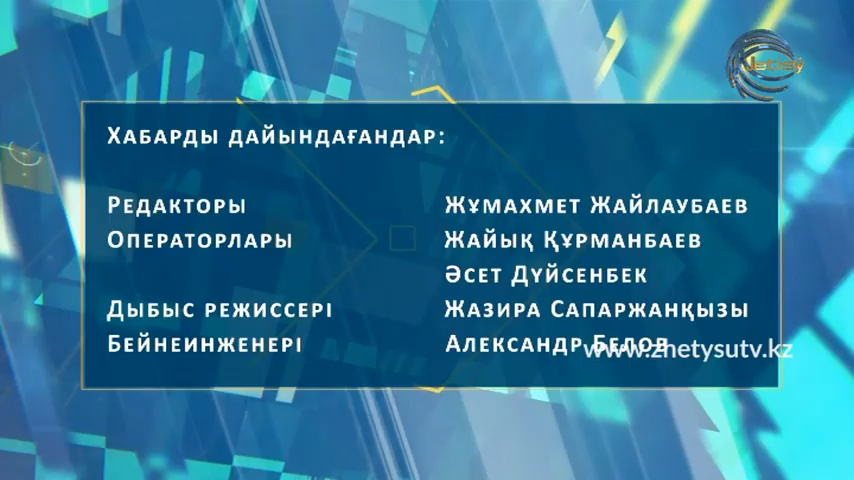 Jetisý
Хабарды дайындағандар:
Редакторы Жұмахмет Жайлаубаев
Операторлары Жайық Құрманбаев
Әсет Дүйсенбек
Дыбыс режиссері Жазира Сапаржанқызы
Бейнеинженері Александр Белов
www.zhetysutv.kz